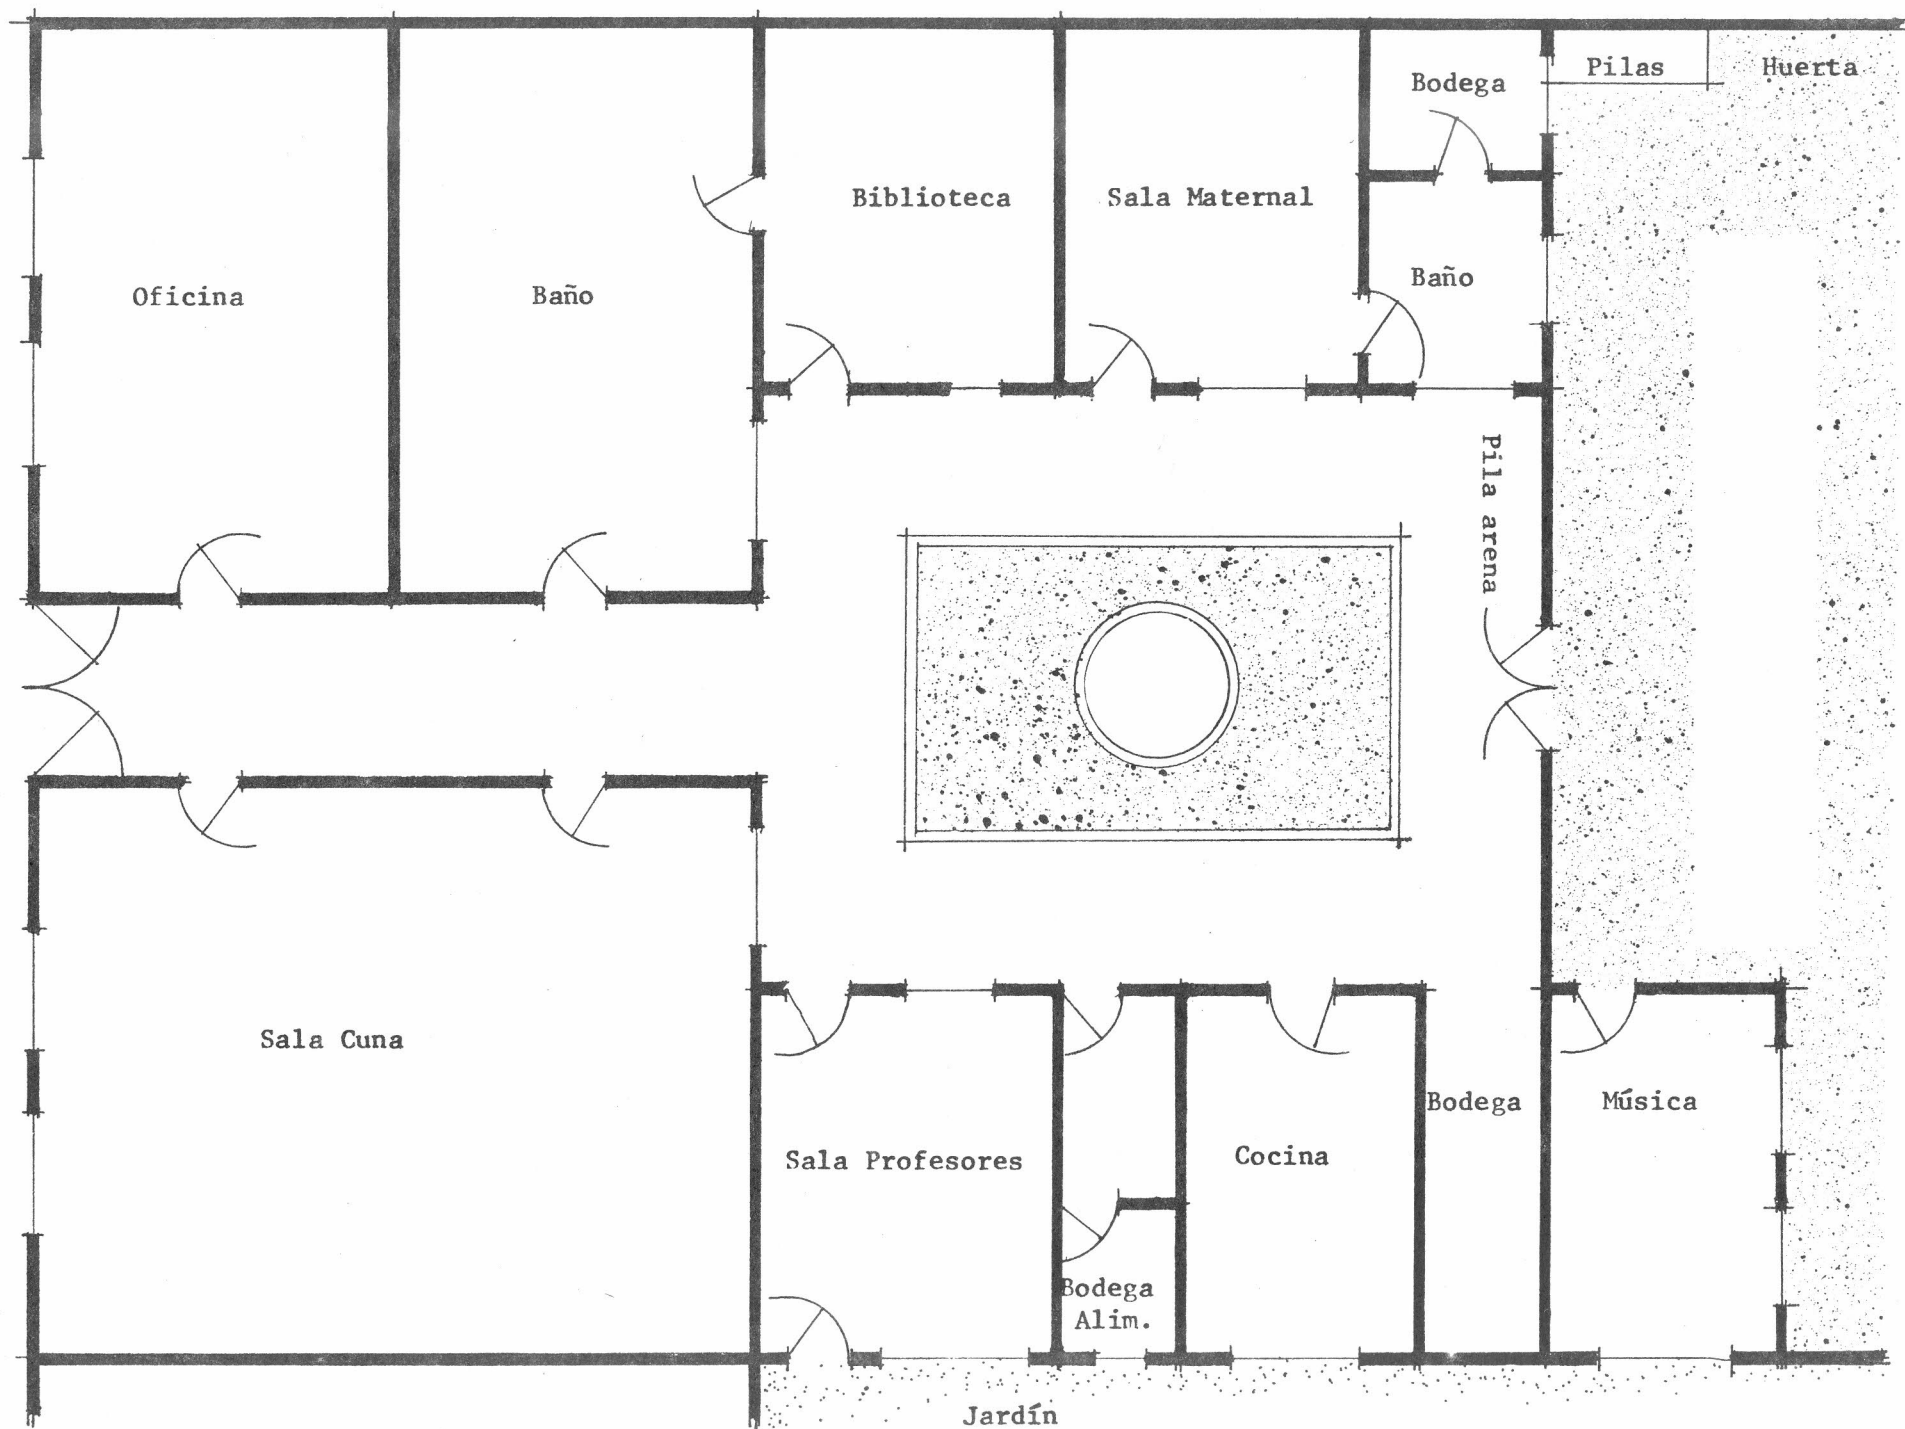 Pilas
Huerta
Bodega
Biblioteca
Sala Maternal
Oficina
Baño
Baño
Pila arena
Sala Cuna
Sala Profesores
Cocina
Bodega
Música
Bodega
Alim.
Jardín